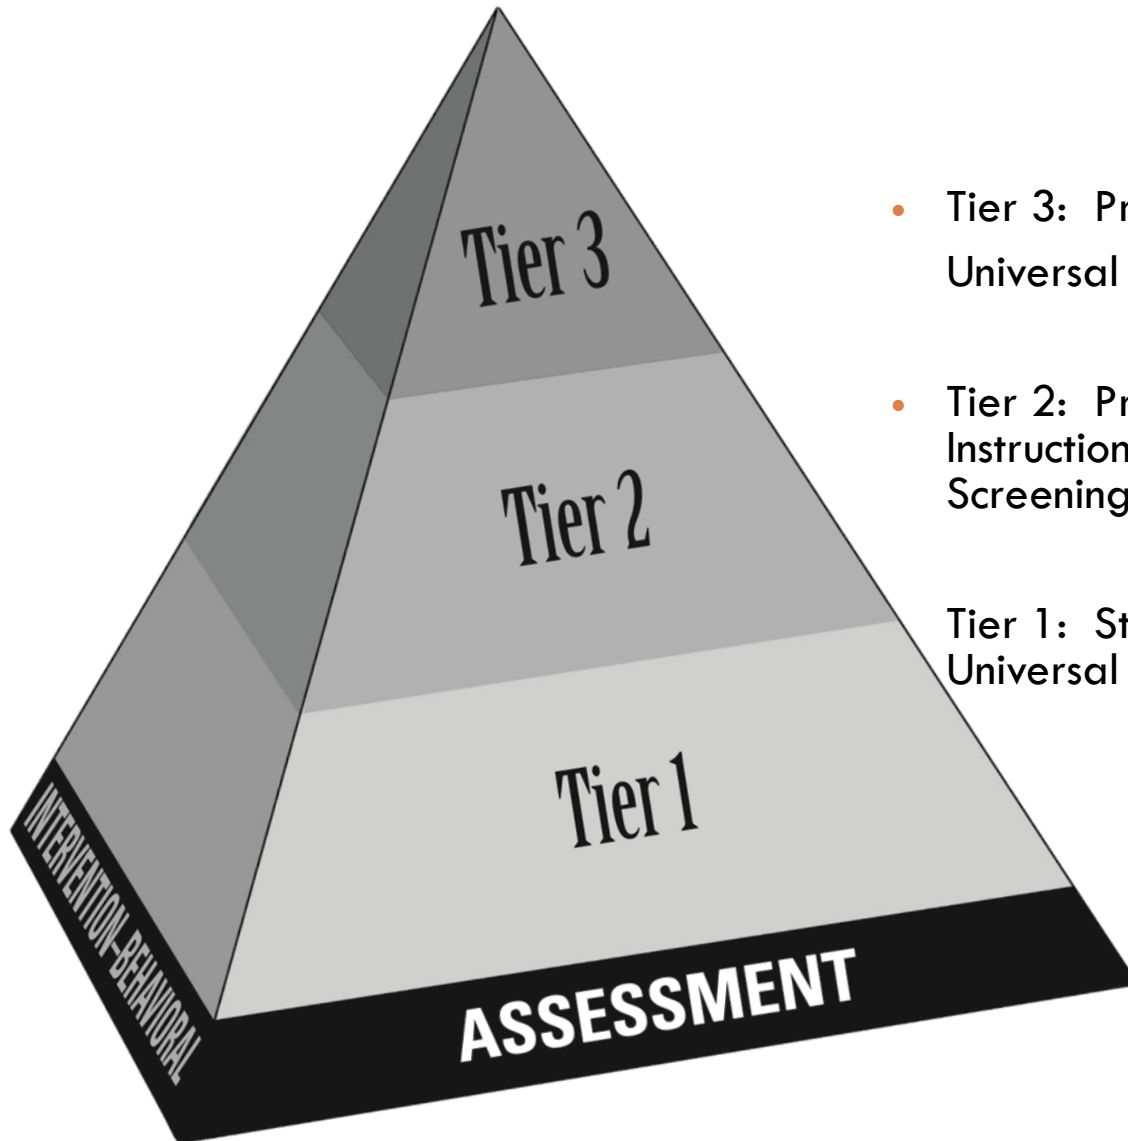 Tier 3
Tier 2
Tier 1
INTERVENTION–BEHAVIORAL
ASSESSMENT
• Tier 3: Pr
Universal
• Tier 2: Pr
Instruction
Screening
Tier 1: St
Universal